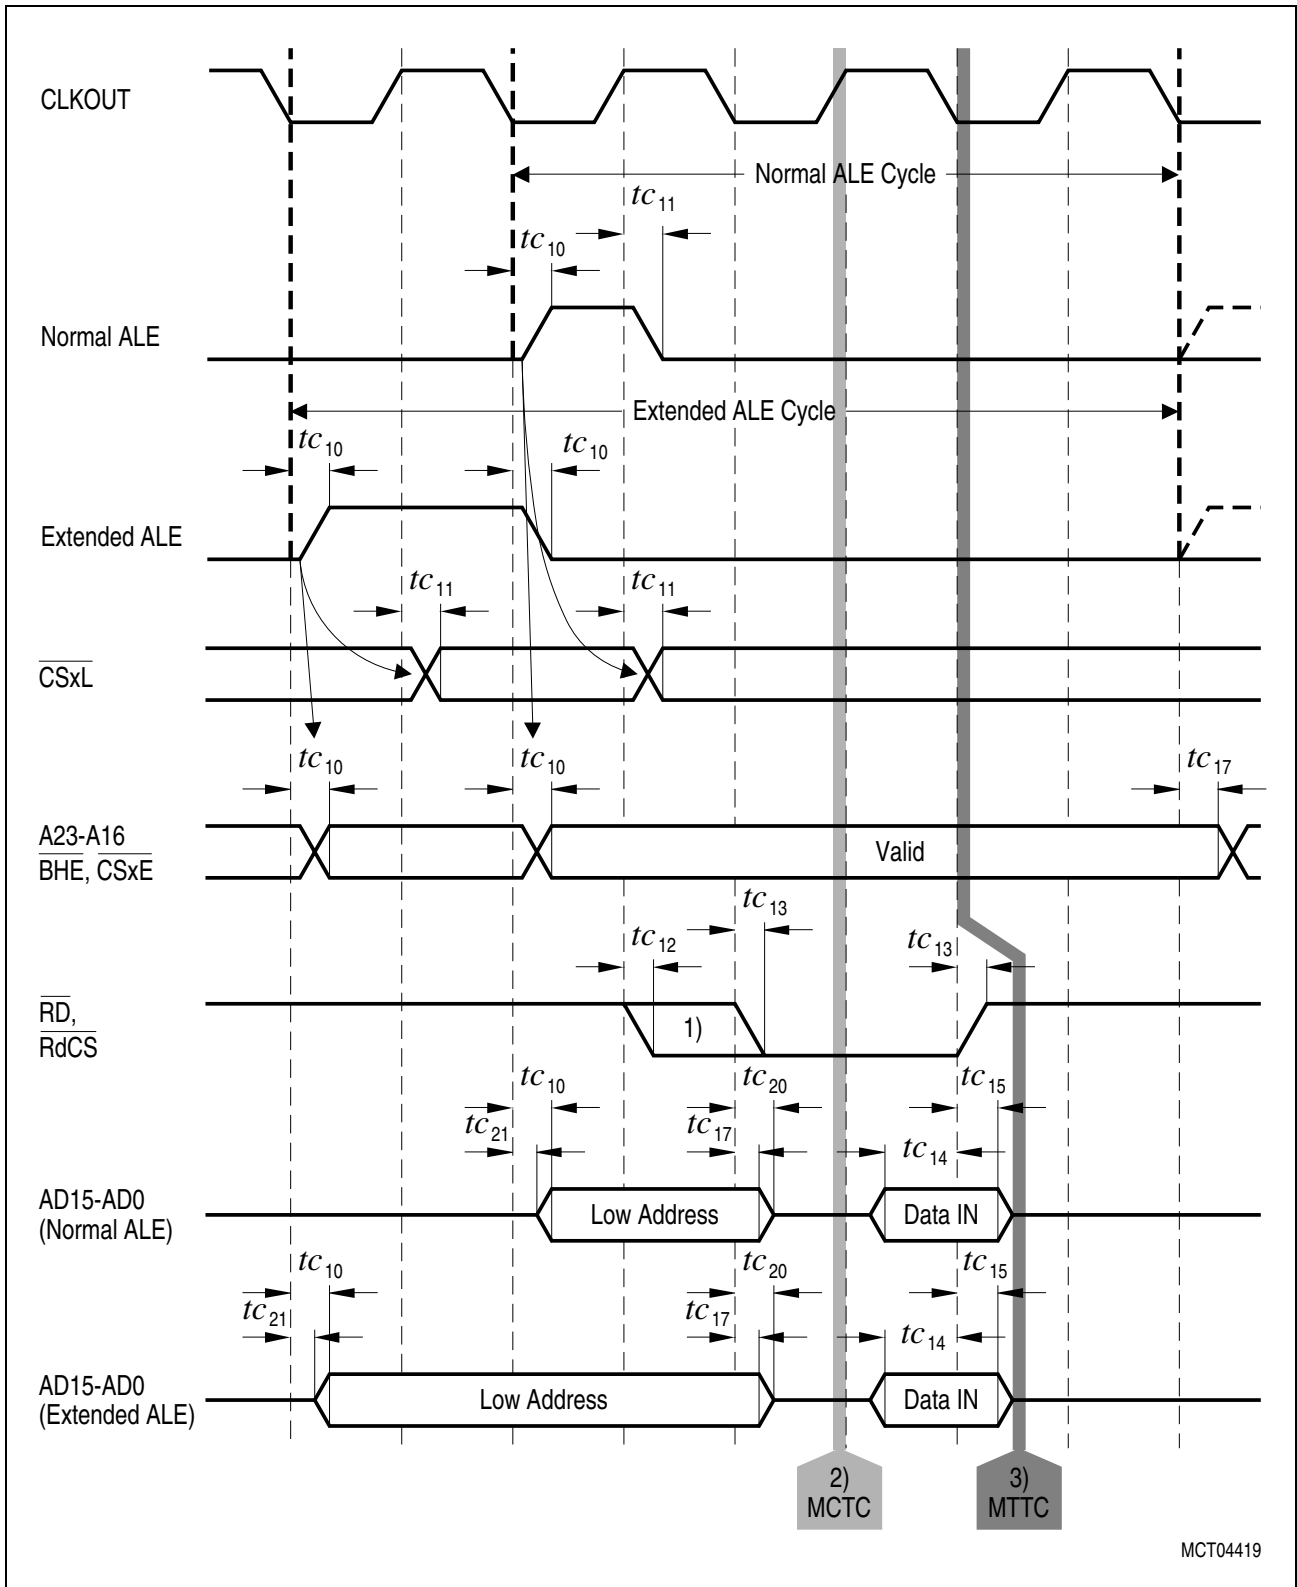 CLKOUT
Normal ALE Cycle
tc11
tc10
Normal ALE
Extended ALE Cycle
tc10
tc10
Extended ALE
tc11
tc11
CSxL
tc10
tc10
tc17
A23-A16
BHE, CSxE
Valid
tc13
tc12
tc13
RD,
RdCS
1)
tc10
tc20
tc15
tc21
tc17
tc14
AD15-AD0
(Normal ALE)
Low Address
Data IN
tc10
tc20
tc15
tc21
tc17
tc14
AD15-AD0
(Extended ALE)
Low Address
Data IN
2)
MCTC
3)
MTTC
MCT04419